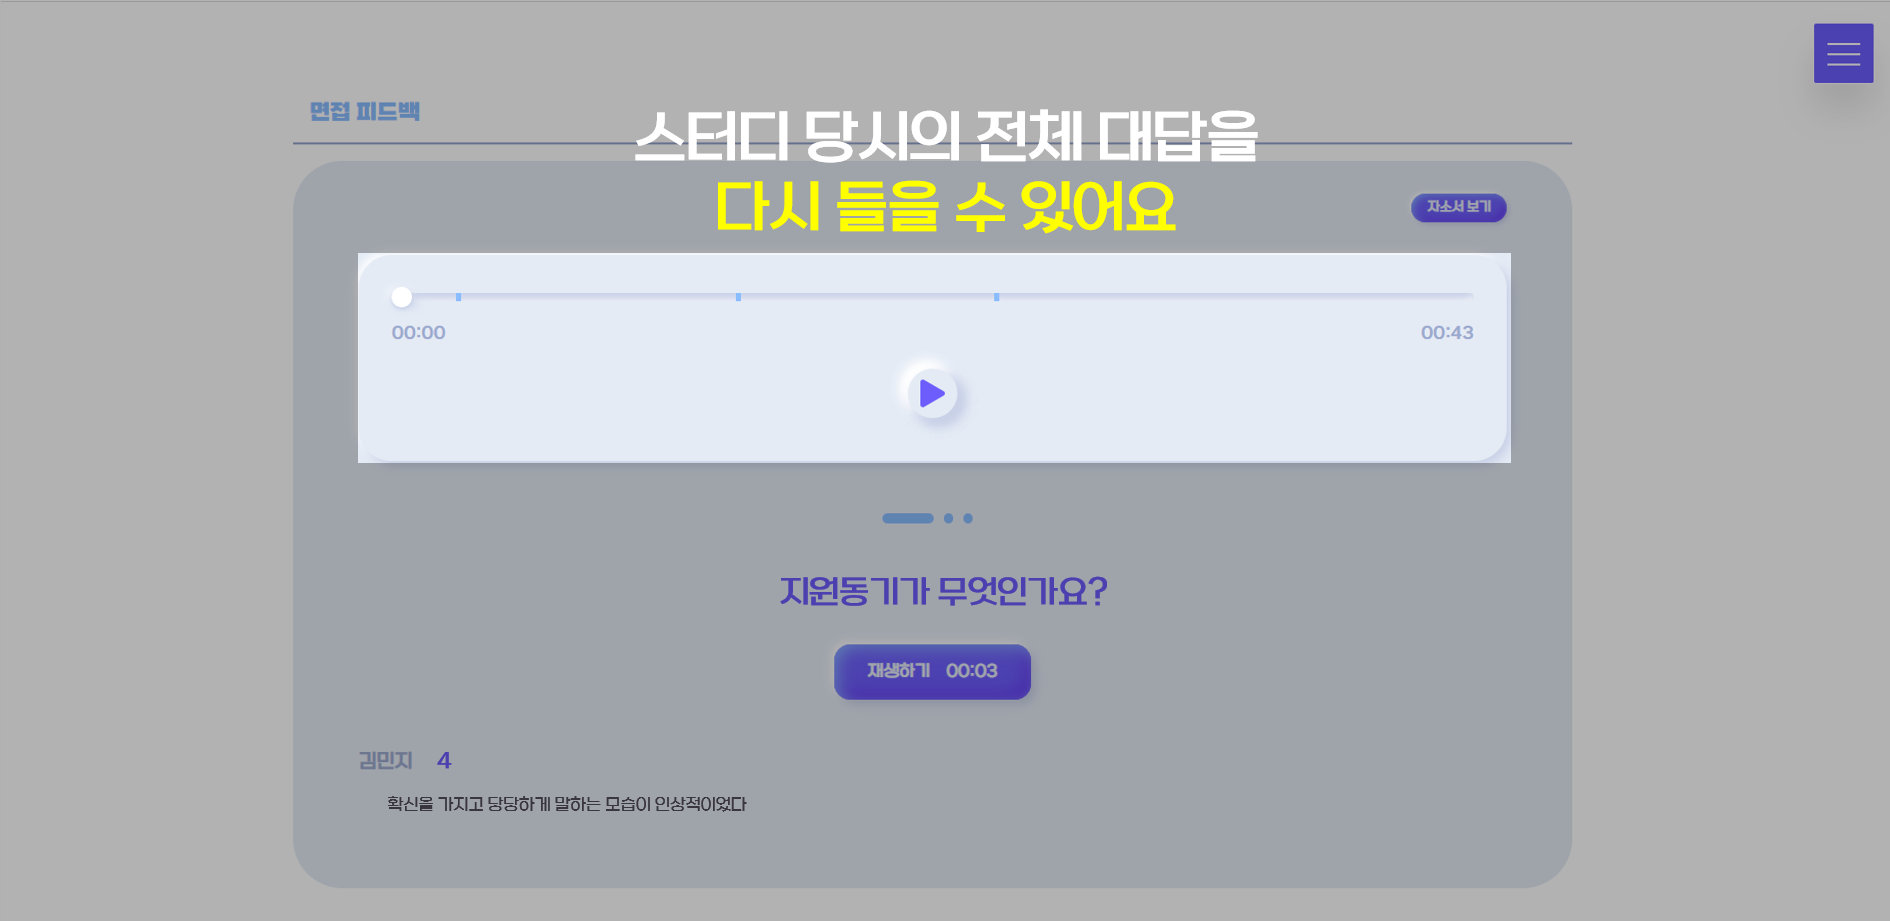 면접 피드백
스터디 당시의 전체 대답을
다시 들을 수 있어요
자소서 보기
00:00
00:43
지원동기가 무엇인가요?
재생하기 00:03
김민지 4
확신을 가지고 당당하게 말하는 모습이 인상적이었다